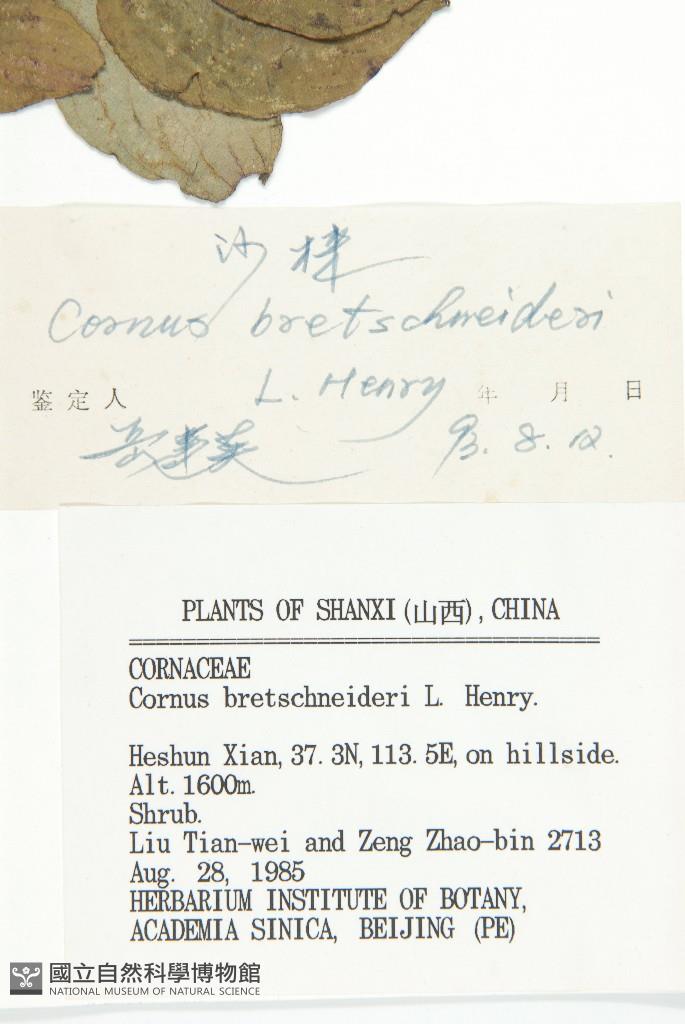 沙梾
Cornus bretschneideri
L. Henry
鉴定人 年 月 日
93. 8. 12.
PLANTS OF SHANXI (山西), CHINA
CORNACEAE
Cornus bretschneideri L. Henry.
Heshun Xian, 37.3N, 113.5E, on hillside.
Alt. 1600m.
Shrub.
Liu Tian-wei and Zeng Zhao-bin 2713
Aug. 28, 1985
HERBARIUM INSTITUTE OF BOTANY,
ACADEMIA SINICA, BEIJING (PE)
國立自然科學博物館
NATIONAL MUSEUM OF NATURAL SCIENCE